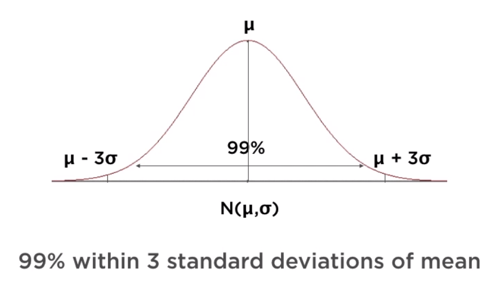 μ
99%
μ - 3σ
μ + 3σ
N(μ,σ)
99% within 3 standard deviations of mean